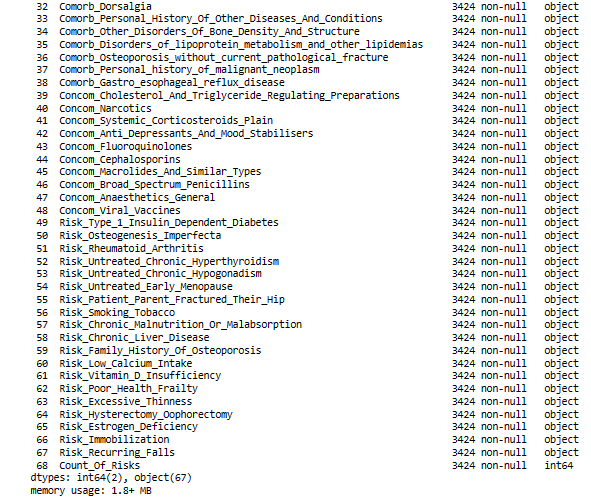 32 Comorb_Dorsalgia 3424 non-null object
33 Comorb_Personal_History_Of_Other_Diseases_And_Conditions 3424 non-null object
34 Comorb_Other_Disorders_Of_Bone_Density_And_Structure 3424 non-null object
35 Comorb_Disorders_of_lipoprotein_metabolism_and_other_lipidemias 3424 non-null object
36 Comorb_Osteoporosis_without_current_pathological_fracture 3424 non-null object
37 Comorb_Personal_history_of_malignant_neoplasm 3424 non-null object
38 Comorb_Gastro_esophageal_reflux_disease 3424 non-null object
39 Concom_Cholesterol_And_Triglyceride_Regulating_Preparations 3424 non-null object
40 Concom_Narcotics 3424 non-null object
41 Concom_Systemic_Corticosteroids_Plain 3424 non-null object
42 Concom_Anti_Depressants_And_Mood_Stabilisers 3424 non-null object
43 Concom_Fluoroquinolones 3424 non-null object
44 Concom_Cephalosporins 3424 non-null object
45 Concom_Macrolides_And_Similar_Types 3424 non-null object
46 Concom_Broad_Spectrum_Penicillins 3424 non-null object
47 Concom_Anaesthetics_General 3424 non-null object
48 Concom_Viral_Vaccines 3424 non-null object
49 Risk_Type_1_Insulin_Dependent_Diabetes 3424 non-null object
50 Risk_Osteogenesis_Imperfecta 3424 non-null object
51 Risk_Rheumatoid_Arthritis 3424 non-null object
52 Risk_Untreated_Chronic_Hyperthyroidism 3424 non-null object
53 Risk_Untreated_Chronic_Hypogonadism 3424 non-null object
54 Risk_Untreated_Early_Menopause 3424 non-null object
55 Risk_Patient_Parent_Fractured_Their_Hip 3424 non-null object
56 Risk_Smoking_Tobacco 3424 non-null object
57 Risk_Chronic_Malnutrition_Or_Malabsorption 3424 non-null object
58 Risk_Chronic_Liver_Disease 3424 non-null object
59 Risk_Family_History_Of_Osteoporosis 3424 non-null object
60 Risk_Low_Calcium_Intake 3424 non-null object
61 Risk_Vitamin_D_Insufficiency 3424 non-null object
62 Risk_Poor_Health_Frailty 3424 non-null object
63 Risk_Excessive_Thinness 3424 non-null object
64 Risk_Hysterectomy_Oophorectomy 3424 non-null object
65 Risk_Estrogen_Deficiency 3424 non-null object
66 Risk_Immobilization 3424 non-null object
67 Risk_Recurring_Falls 3424 non-null object
68 Count_Of_Risks 3424 non-null int64
dtypes: int64(2), object(67)
memory usage: 1.8+ MB